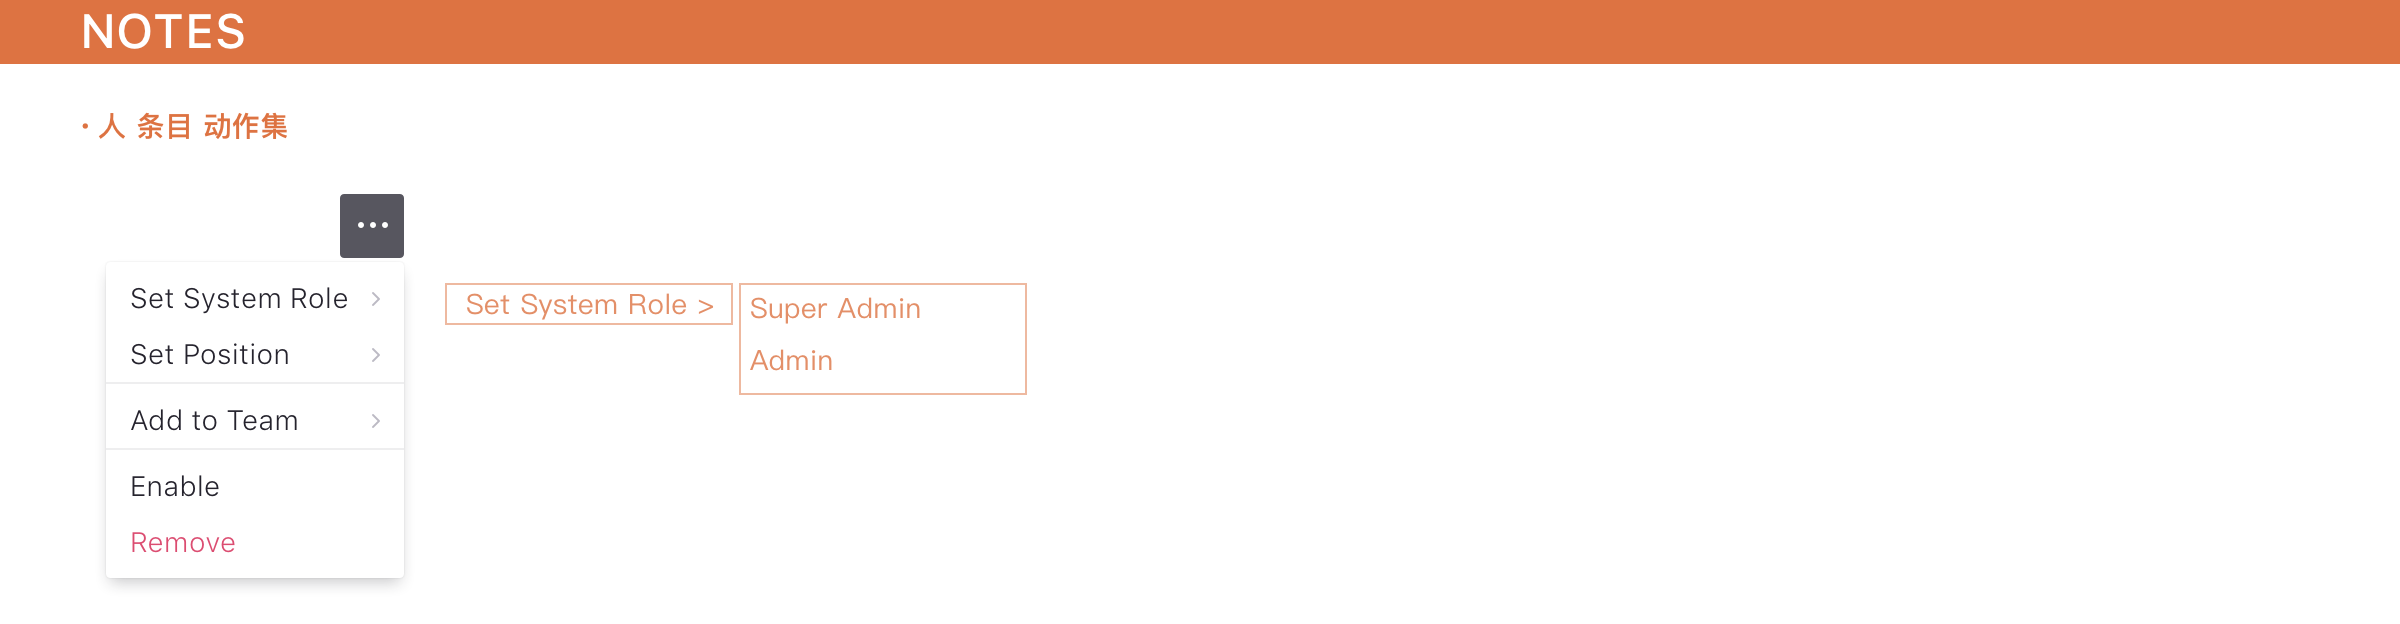 NOTES
· 人 条目 动作集
Set System Role >
Set Position >
Add to Team >
Enable
Remove
Set System Role >
Super Admin
Admin